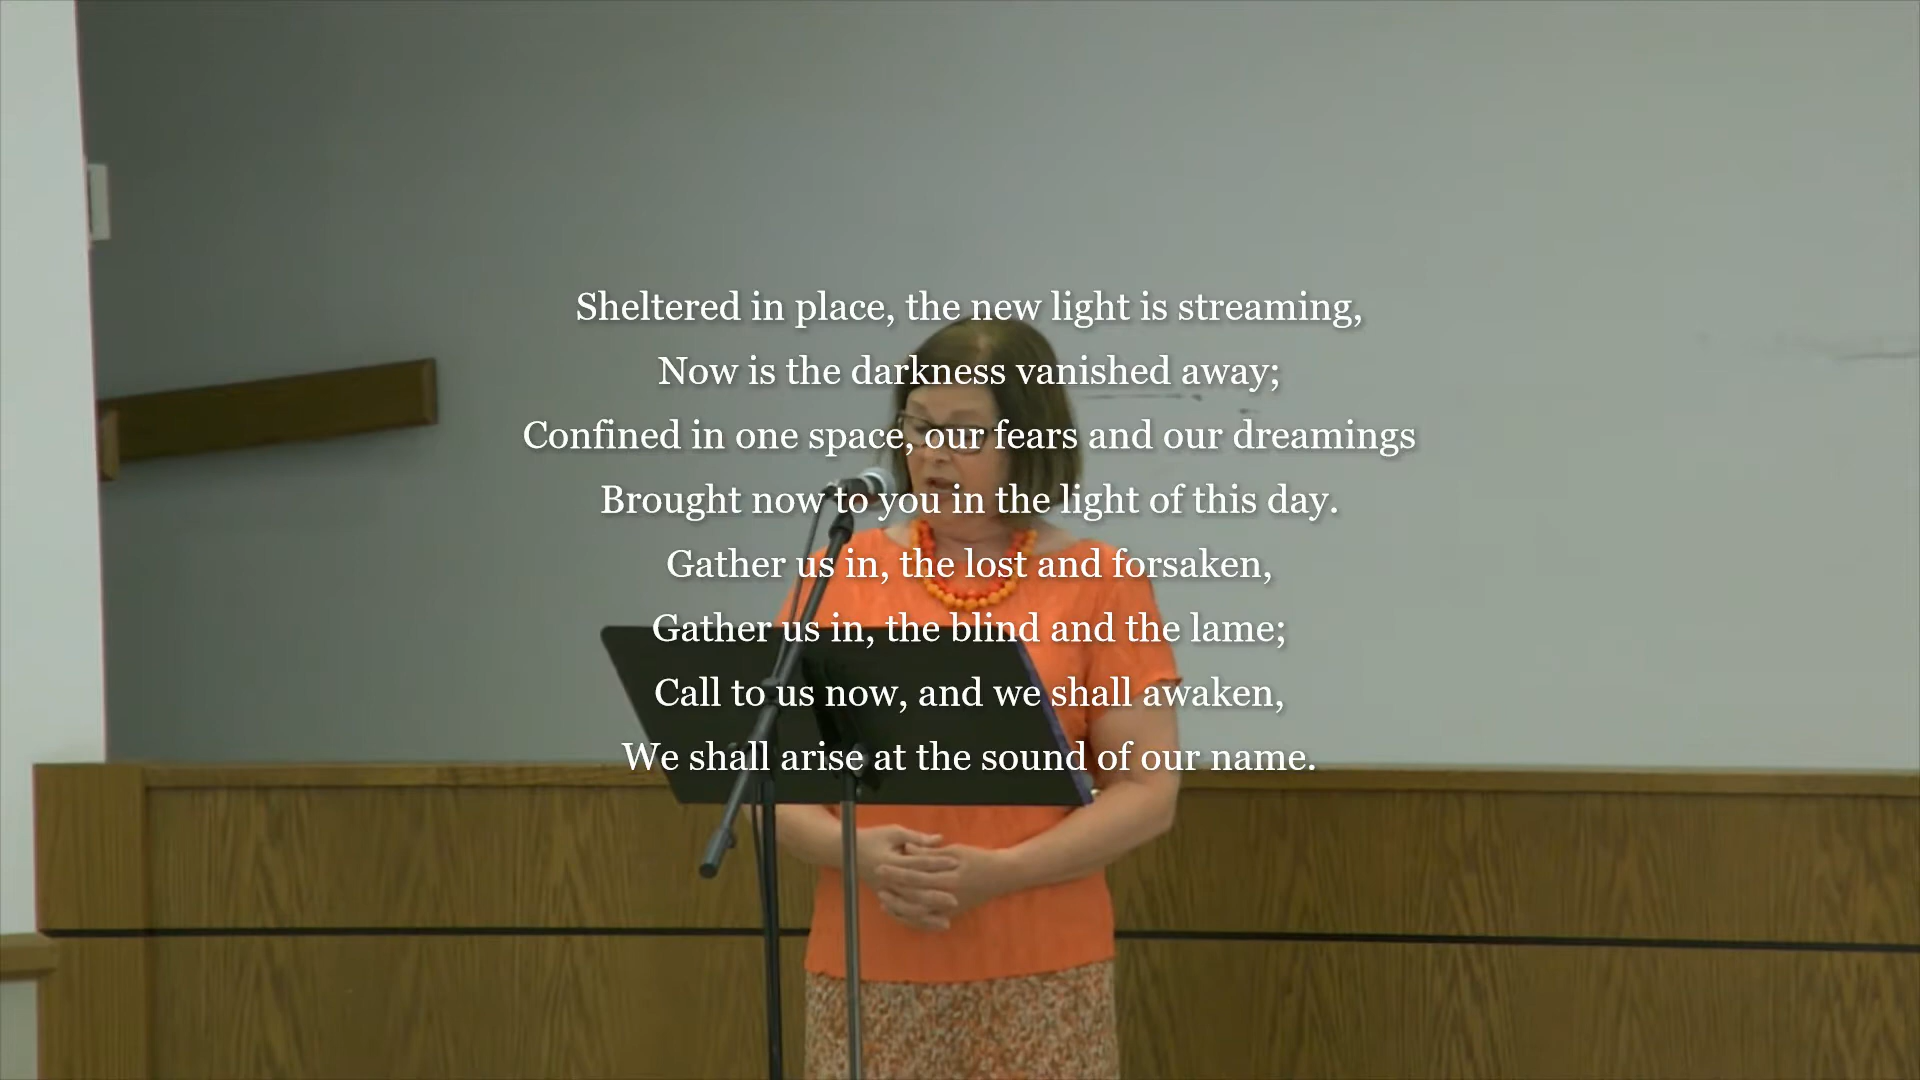 Sheltered in place, the new light is streaming,
Now is the darkness vanished away;
Confined in one space, our fears and our dreamings
Brought now to you in the light of this day.
Gather us in, the lost and forsaken,
Gather us in, the blind and the lame;
Call to us now, and we shall awaken,
We shall arise at the sound of our name.